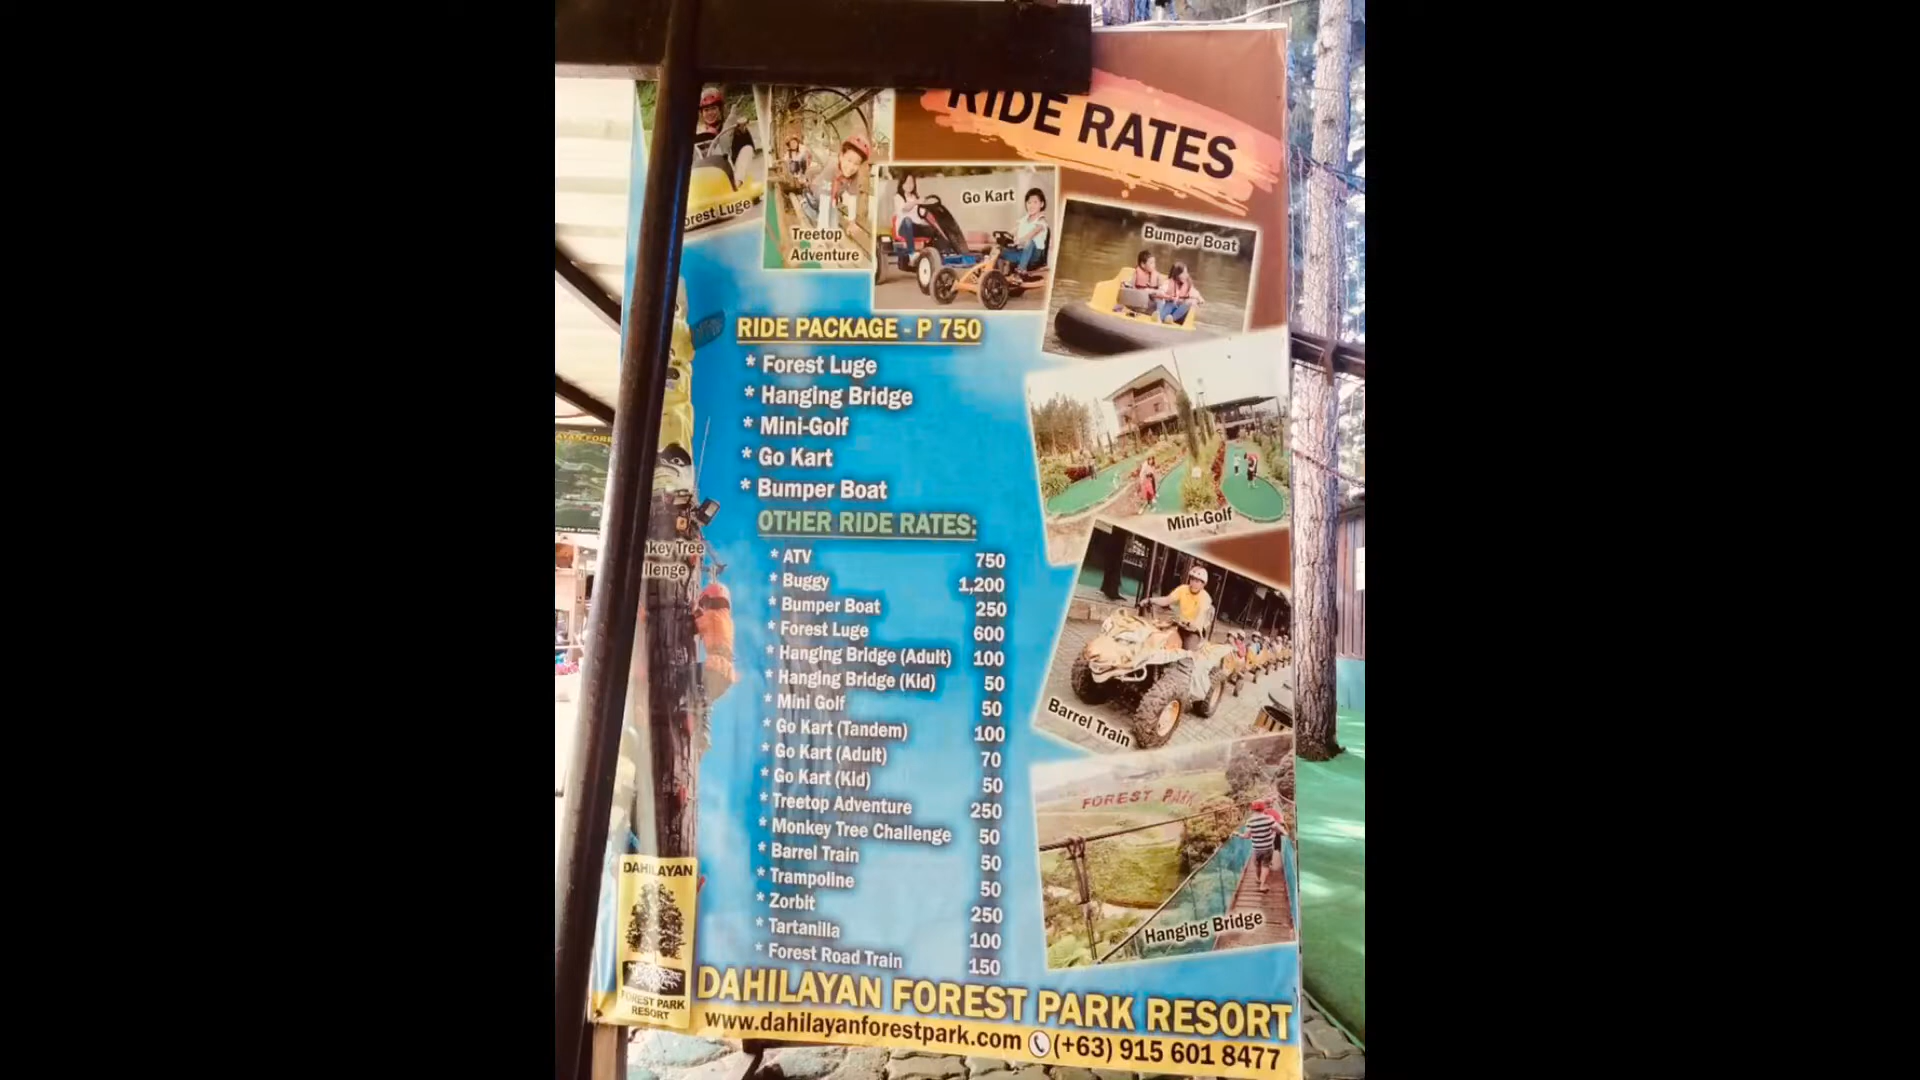 RIDE RATES
Forest Luge
Treetop
Adventure
Go Kart
Bumper Boat
RIDE PACKAGE - P 750
* Forest Luge
* Hanging Bridge
* Mini-Golf
* Go Kart
* Bumper Boat
OTHER RIDE RATES:
* ATV 750
* Buggy 1,200
* Bumper Boat 250
* Forest Luge 600
* Hanging Bridge (Adult) 100
* Hanging Bridge (Kid) 50
* Mini Golf 50
* Go Kart (Tandem) 100
* Go Kart (Adult) 70
* Go Kart (Kid) 50
* Treetop Adventure 250
* Monkey Tree Challenge 50
* Barrel Train 50
* Trampoline 50
* Zorbit 250
* Tartanilla 100
* Forest Road Train 150
Mini-Golf
Barrel Train
FOREST PARK
Hanging Bridge
key Tree
llenge
DAHILAYAN
FOREST PARK
RESORT
DAHILAYAN FOREST PARK RESORT
www.dahilayanforestpark.com (+63) 915 601 8477